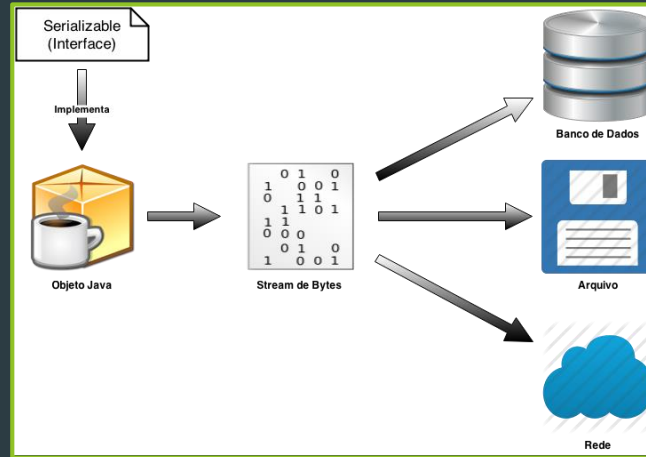 Serializable
(Interface)
Implementa
Banco de Dados
0 1 0
1 0 0 1
0 1 1
1 1 0 1
1 1
0 0 0
0 1 0
1 0 0 1
Objeto Java
Stream de Bytes
Arquivo
Rede